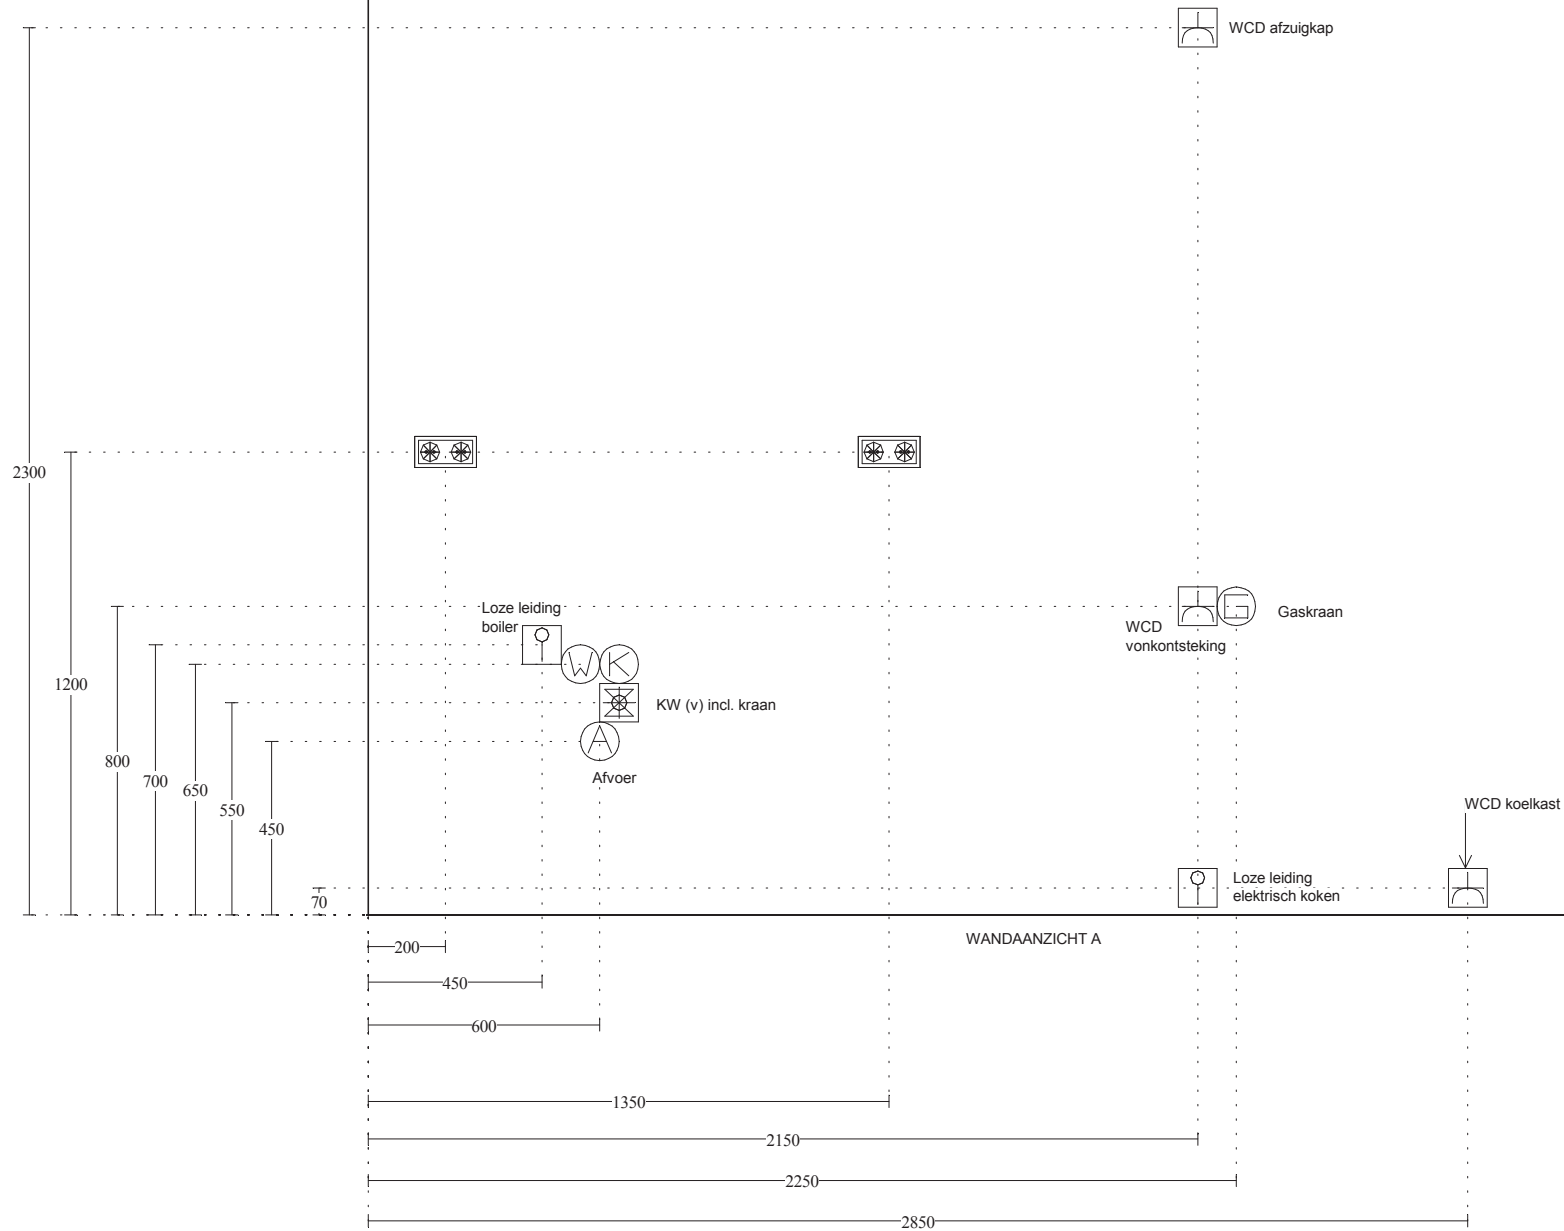 WCD afzuigkap
2300
1200
Loze leiding
boiler
800
700
650
550
450
70
W
K
KW (v) incl. kraan
A
Afvoer
WCD
vonkontsteking
G
Gaskraan
WCD koelkast
Loze leiding
elektrisch koken
WANDAANZICHT A
200
450
600
1350
2150
2250
2850